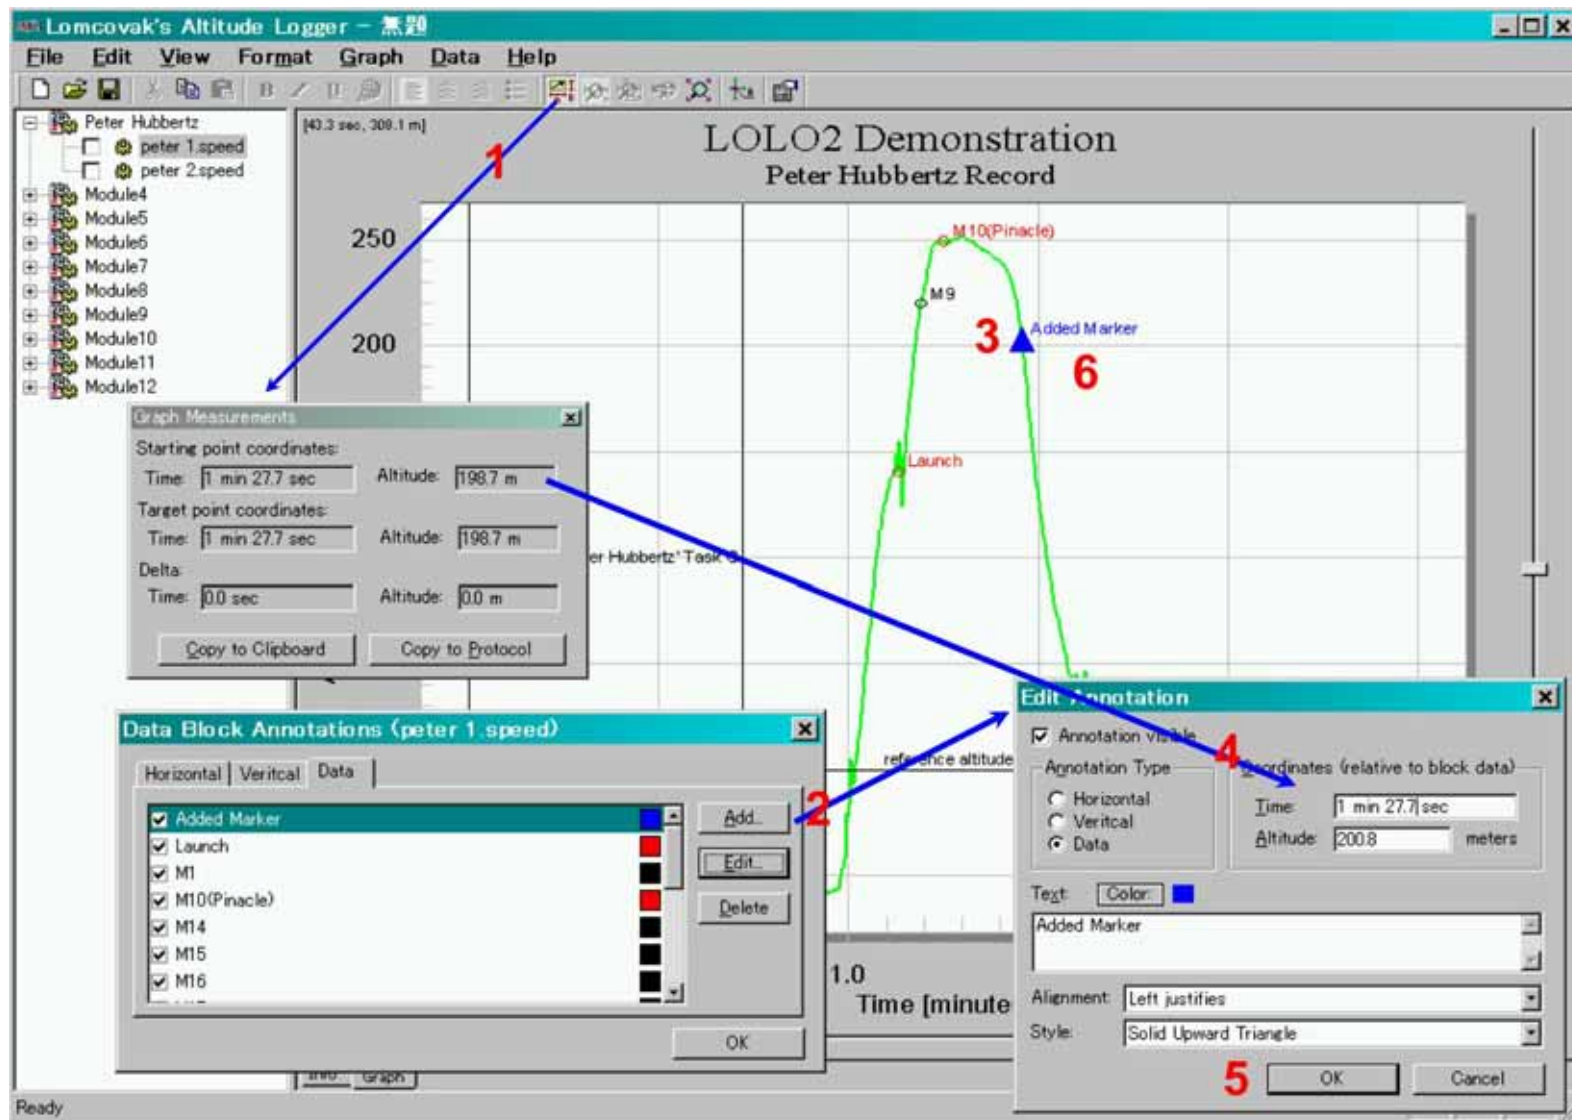 Lomcovak's Altitude Logger - 無題
File Edit View Format Graph Data Help
Peter Hubbertz
peter 1.speed
peter 2.speed
Module4
Module5
Module6
Module7
Module8
Module9
Module10
Module11
Module12
[43.3 sec, 309.1 m]
LOLO2 Demonstration
Peter Hubbertz Record
1
250
M10(Pinacle)
M9
200
3
Added Marker
6
Launch
er Hubbertz' Task
reference altitude
1.0
Time [minute
Graph Measurements
Starting point coordinates:
Time: 1 min 27.7 sec Altitude: 198.7 m
Target point coordinates:
Time: 1 min 27.7 sec Altitude: 198.7 m
Delta:
Time: 0.0 sec Altitude: 0.0 m
Copy to Clipboard Copy to Protocol
Data Block Annotations (peter 1.speed)
Horizontal Veritcal Data
Added Marker
Launch
M1
M10(Pinacle)
M14
M15
M16
Add...
2
Edit...
Delete
OK
Edit Annotation
Annotation visible
4
Annotation Type
Horizontal
Veritcal
Data
Coordinates (relative to block data)
Time: 1 min 27.7 sec
Altitude: 200.8 meters
Text: Color:
Added Marker
Alignment: Left justifies
Style: Solid Upward Triangle
5
OK Cancel
Info Graph
Ready